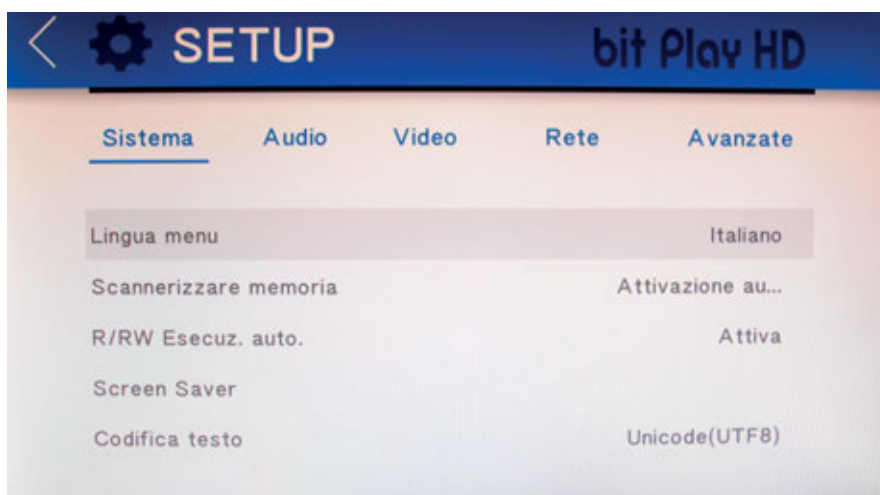 SETUP bit Play HD
Sistema Audio Video Rete Avanzate
Lingua menu Italiano
Scannerizzare memoria Attivazione au...
R/RW Esecuz. auto. Attiva
Screen Saver
Codifica testo Unicode(UTF8)